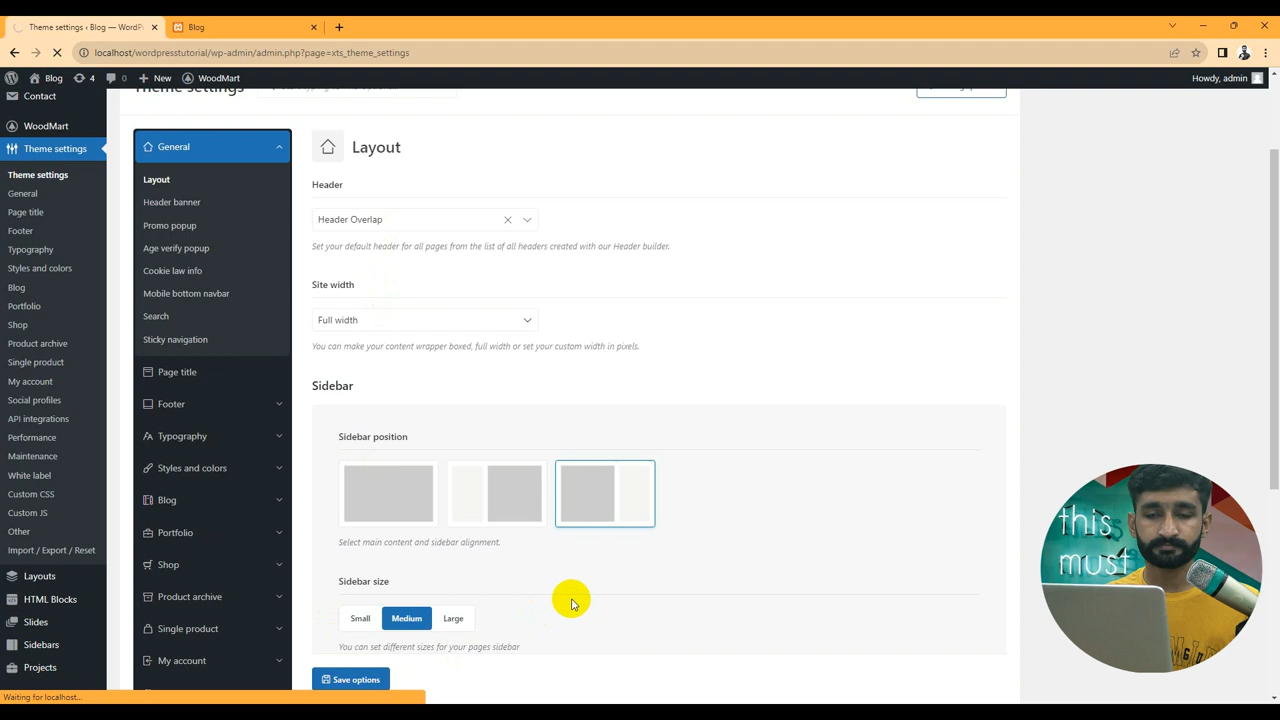 Theme settings ‹ Blog — WordPr
Blog
localhost/wordpresstutorial/wp-admin/admin.php?page=xts_theme_settings
Blog
4
0
New
WoodMart
Howdy, admin
Contact
WoodMart
Theme settings
Theme settings
General
Page title
Footer
Typography
Styles and colors
Blog
Portfolio
Shop
Product archive
Single product
My account
Social profiles
API integrations
Performance
Maintenance
White label
Custom CSS
Custom JS
Other
Import / Export / Reset
Layouts
HTML Blocks
Slides
Sidebars
Projects
Theme settings
General
Layout
Header banner
Promo popup
Age verify popup
Cookie law info
Mobile bottom navbar
Search
Sticky navigation
Page title
Footer
Typography
Styles and colors
Blog
Portfolio
Shop
Product archive
Single product
My account
Layout
Header
Header Overlap
Set your default header for all pages from the list of all headers created with our Header builder.
Site width
Full width
You can make your content wrapper boxed, full width or set your custom width in pixels.
Sidebar
Sidebar position
Select main content and sidebar alignment.
Sidebar size
Small
Medium
Large
You can set different sizes for your pages sidebar
Save options
Waiting for localhost...
this
must